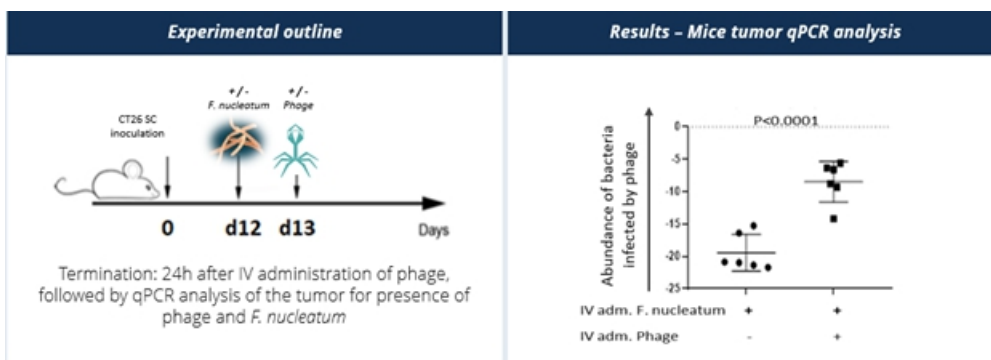 Experimental outline
Results – Mice tumor qPCR analysis
CT26 SC
inoculation
+/-
F. nucleatum
+/-
Phage
0
d12
d13
Days
Termination: 24h after IV administration of phage,
followed by qPCR analysis of the tumor for presence of
phage and F. nucleatum
Abundance of bacteria
infected by phage
P<0.0001
0
-5
-10
-15
-20
-25
IV adm. F. nucleatum + +
IV adm. Phage - +